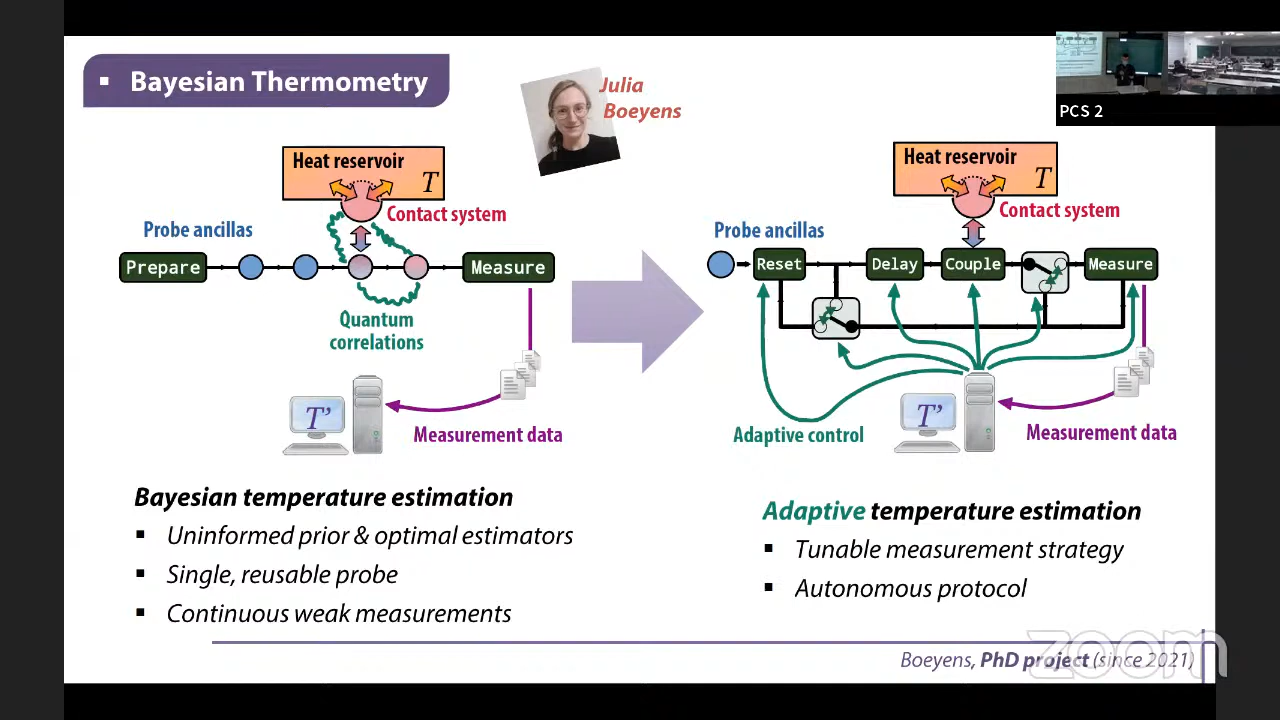 ▪ Bayesian Thermometry
Julia
Boeyens
PCS 2
Heat reservoir
T
Contact system
Probe ancillas
Prepare
Measure
Quantum
correlations
T’
Measurement data
Heat reservoir
T
Contact system
Probe ancillas
Reset
Delay
Couple
Measure
T’
Adaptive control
Measurement data
Bayesian temperature estimation
▪ Uninformed prior & optimal estimators
▪ Single, reusable probe
▪ Continuous weak measurements
Adaptive temperature estimation
▪ Tunable measurement strategy
▪ Autonomous protocol
Boeyens, PhD project (since 2021)
zoom